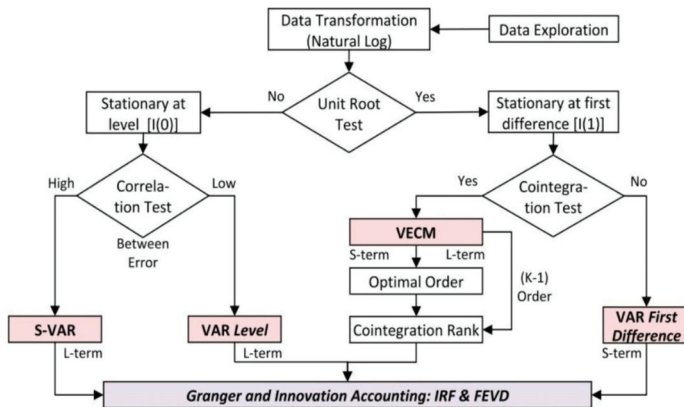 Data Transformation
(Natural Log)
Data Exploration
No
Unit Root
Test
Yes
Stationary at
level [I(0)]
Stationary at first
difference [I(1)]
High
Correla-
tion Test
Low
Between
Error
Yes
Cointegra-
tion Test
No
VECM
S-term
L-term
Optimal Order
(K-1)
Order
S-VAR
L-term
VAR Level
L-term
Cointegration Rank
VAR First
Difference
S-term
Granger and Innovation Accounting: IRF & FEVD